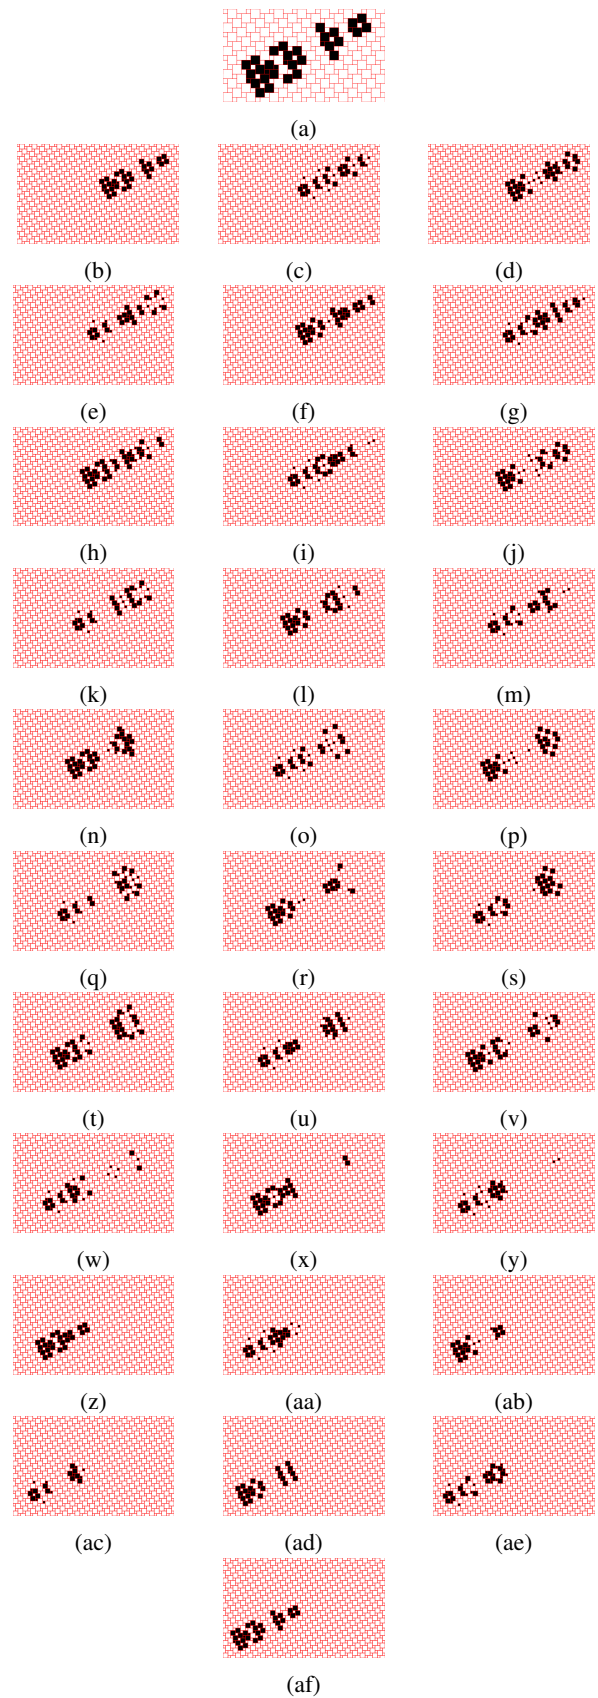 (a)
(b) (c) (d)
(e) (f) (g)
(h) (i) (j)
(k) (l) (m)
(n) (o) (p)
(q) (r) (s)
(t) (u) (v)
(w) (x) (y)
(z) (aa) (ab)
(ac) (ad) (ae)
(af)